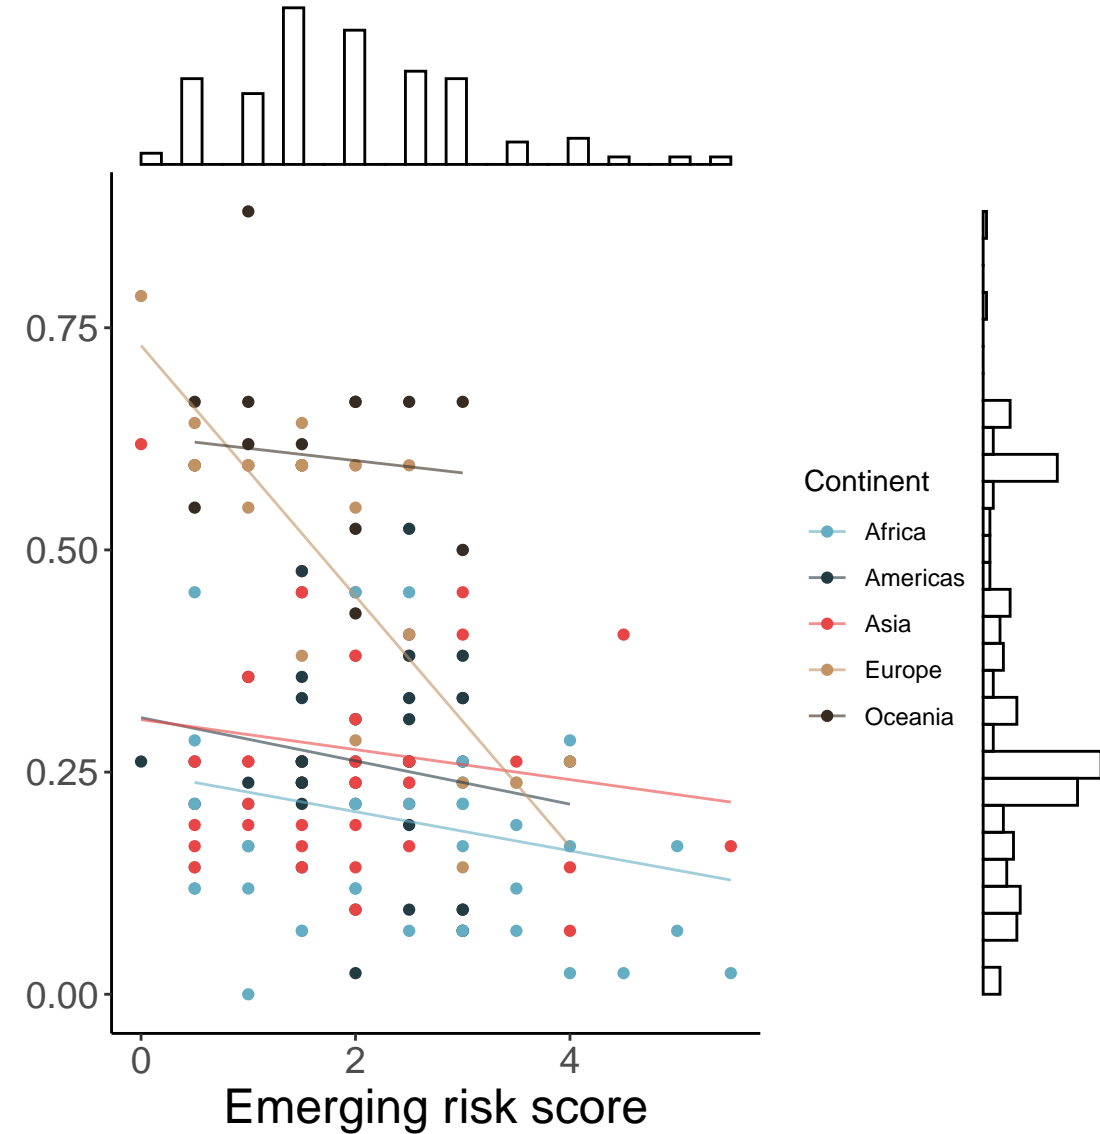 0.75
0.50
0.25
0.00
0 2 4
Emerging risk score
Continent
Africa
Americas
Asia
Europe
Oceania